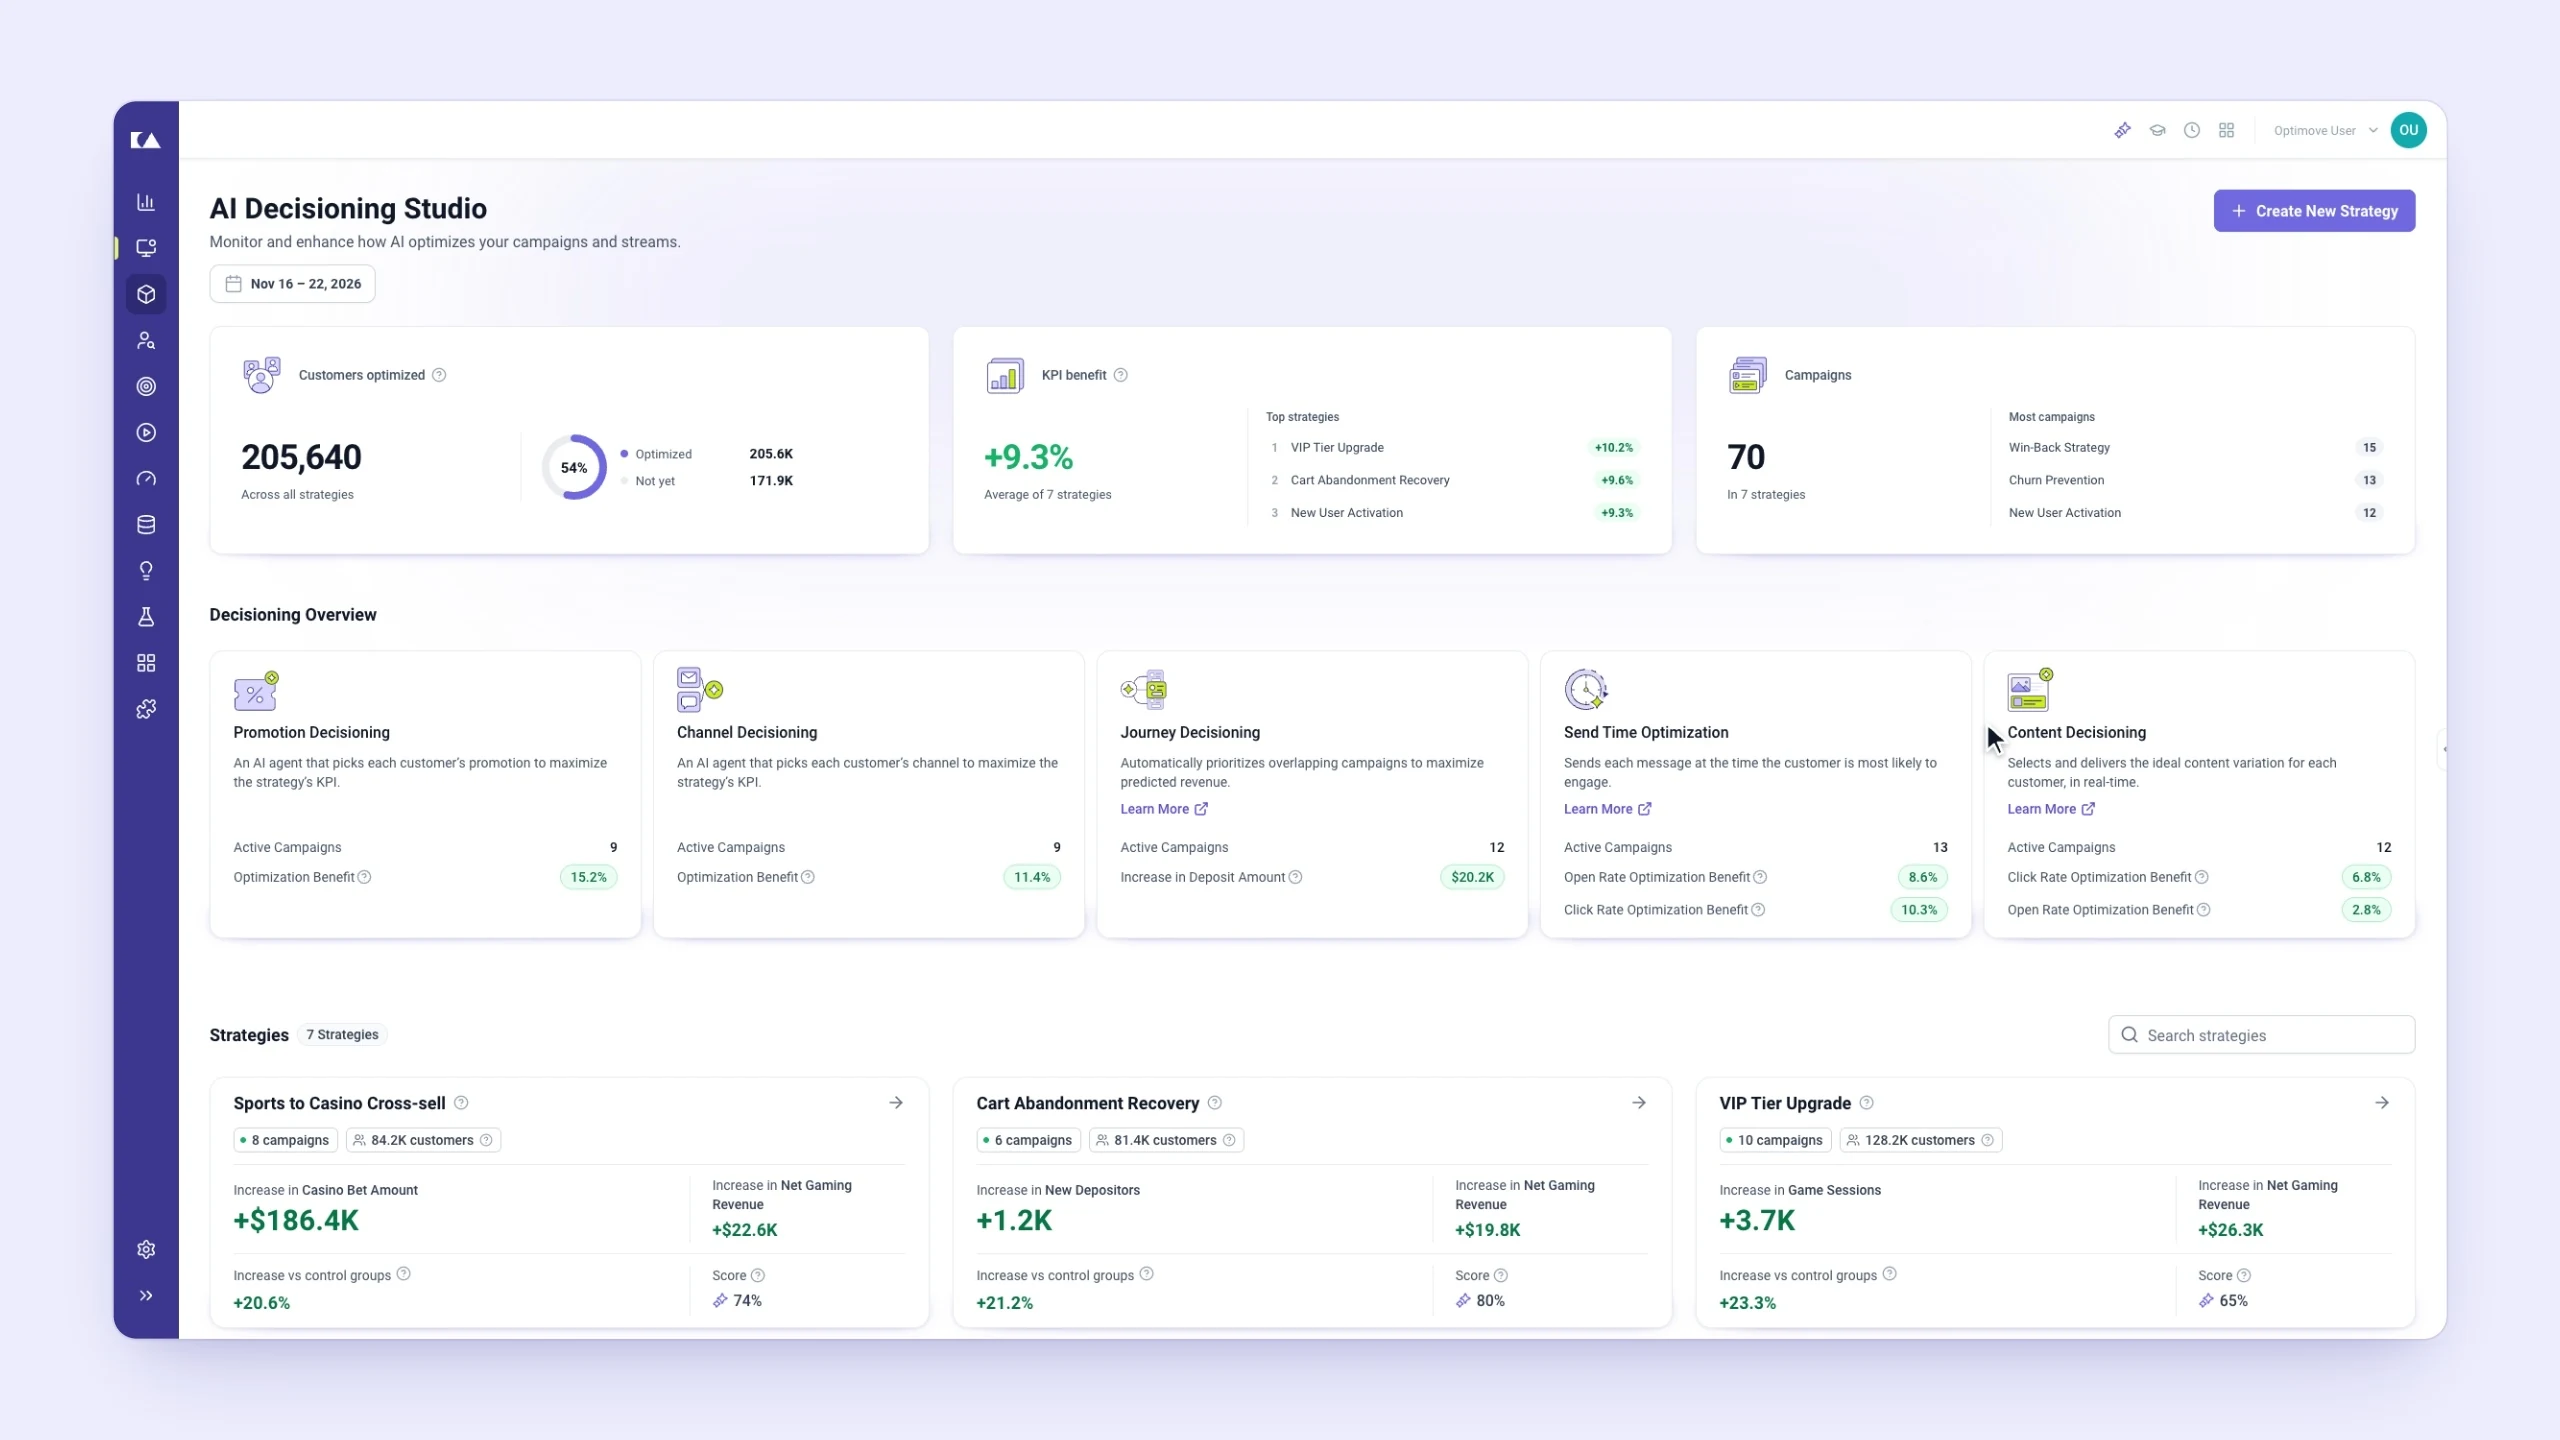 Optimove User
OU
AI Decisioning Studio
Monitor and enhance how AI optimizes your campaigns and streams.
+ Create New Strategy
Nov 16 – 22, 2026
Customers optimized
205,640
Across all strategies
54%
Optimized 205.6K
Not yet 171.9K
KPI benefit
+9.3%
Average of 7 strategies
Top strategies
1 VIP Tier Upgrade +10.2%
2 Cart Abandonment Recovery +9.6%
3 New User Activation +9.3%
Campaigns
70
In 7 strategies
Most campaigns
Win-Back Strategy 15
Churn Prevention 13
New User Activation 12
Decisioning Overview
Promotion Decisioning
An AI agent that picks each customer's promotion to maximize
the strategy's KPI.
Active Campaigns 9
Optimization Benefit 15.2%
Channel Decisioning
An AI agent that picks each customer's channel to maximize the
strategy's KPI.
Active Campaigns 9
Optimization Benefit 11.4%
Journey Decisioning
Automatically prioritizes overlapping campaigns to maximize
predicted revenue.
Learn More
Active Campaigns 12
Increase in Deposit Amount $20.2K
Send Time Optimization
Sends each message at the time the customer is most likely to
engage.
Learn More
Active Campaigns 13
Open Rate Optimization Benefit 8.6%
Click Rate Optimization Benefit 10.3%
Content Decisioning
Selects and delivers the ideal content variation for each
customer, in real-time.
Learn More
Active Campaigns 12
Click Rate Optimization Benefit 6.8%
Open Rate Optimization Benefit 2.8%
Strategies 7 Strategies
Search strategies
Sports to Casino Cross-sell
8 campaigns 84.2K customers
Increase in Casino Bet Amount
+$186.4K
Increase in Net Gaming
Revenue
+$22.6K
Increase vs control groups
+20.6%
Score
74%
Cart Abandonment Recovery
6 campaigns 81.4K customers
Increase in New Depositors
+1.2K
Increase in Net Gaming
Revenue
+$19.8K
Increase vs control groups
+21.2%
Score
80%
VIP Tier Upgrade
10 campaigns 128.2K customers
Increase in Game Sessions
+3.7K
Increase in Net Gaming
Revenue
+$26.3K
Increase vs control groups
+23.3%
Score
65%